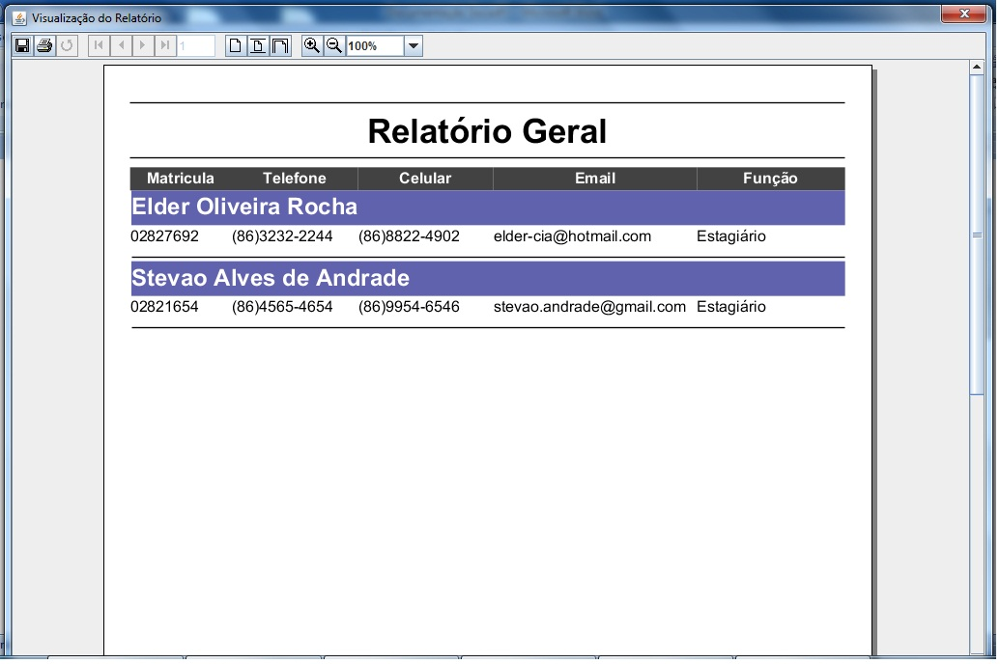 Visualização do Relatório
1
100%
Relatório Geral
Matricula Telefone Celular Email Função
Elder Oliveira Rocha
02827692 (86)3232-2244 (86)8822-4902 elder-cia@hotmail.com Estagiário
Stevao Alves de Andrade
02821654 (86)4565-4654 (86)9954-6546 stevao.andrade@gmail.com Estagiário